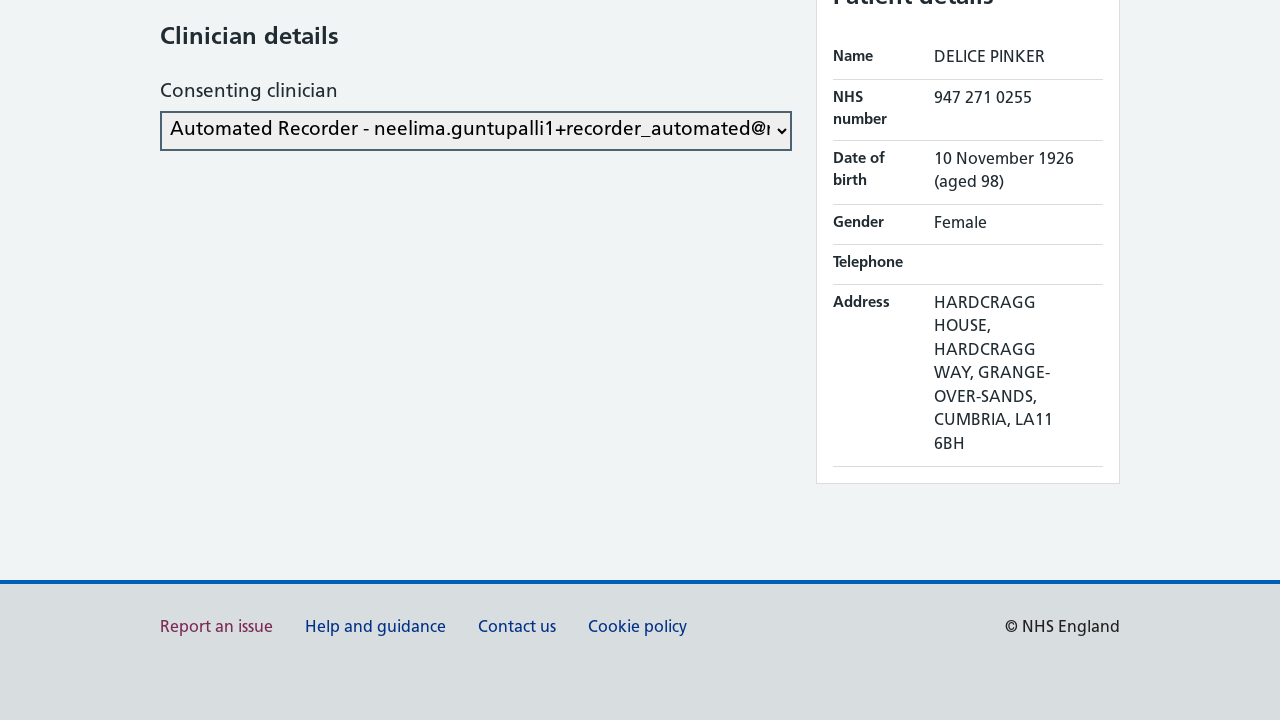 Clinician details
Consenting clinician
Automated Recorder - neelima.guntupalli1+recorder_automated@
Name DELICE PINKER
NHS number 947 271 0255
Date of birth 10 November 1926 (aged 98)
Gender Female
Telephone
Address HARDCRAGG
HOUSE,
HARDCRAGG
WAY, GRANGE-
OVER-SANDS,
CUMBRIA, LA11
6BH
Report an issue Help and guidance Contact us Cookie policy © NHS England